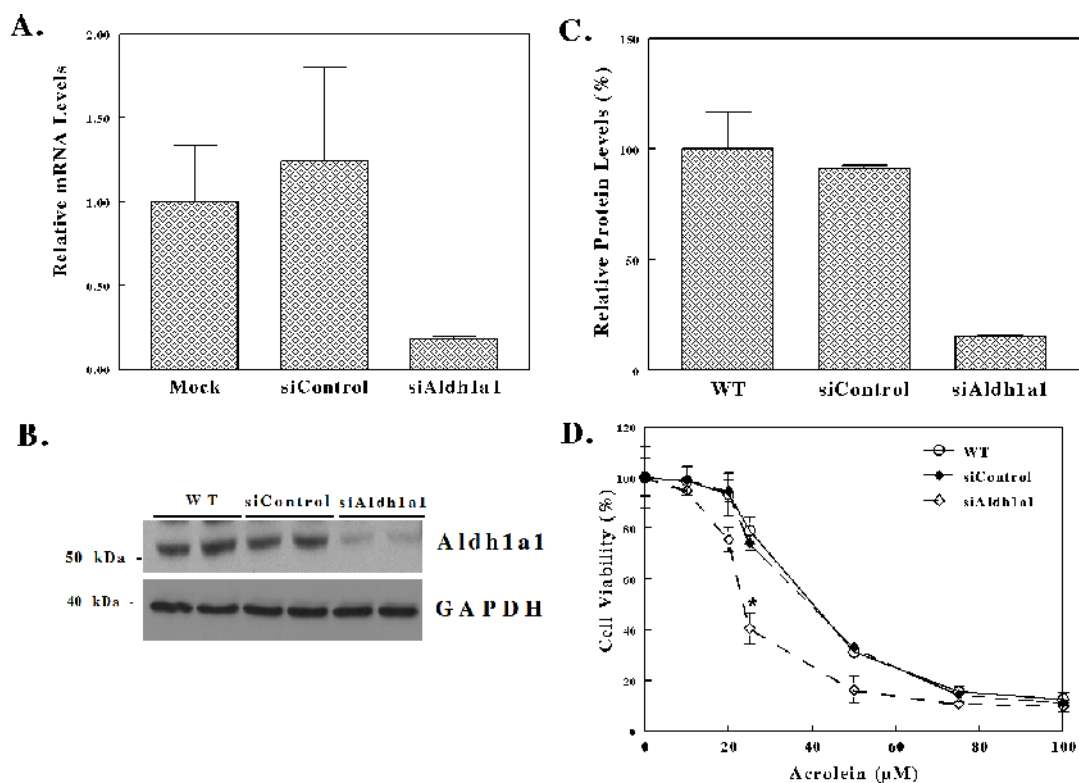 A.
2.00
1.50
1.00
0.50
0.00
Relative mRNA Levels
Mock siControl siAldh1a1
C.
150
100
50
0
Relative Protein Levels (%)
WT siControl siAldh1a1
B.
WT siControl siAldh1a1
50 kDa -
Aldh1a1
40 kDa -
GAPDH
D.
120
100
80
60
40
20
0
Cell Viability (%)
WT
siControl
siAldh1a1
*
0 20 40 60 80 100
Acrolein (µM)